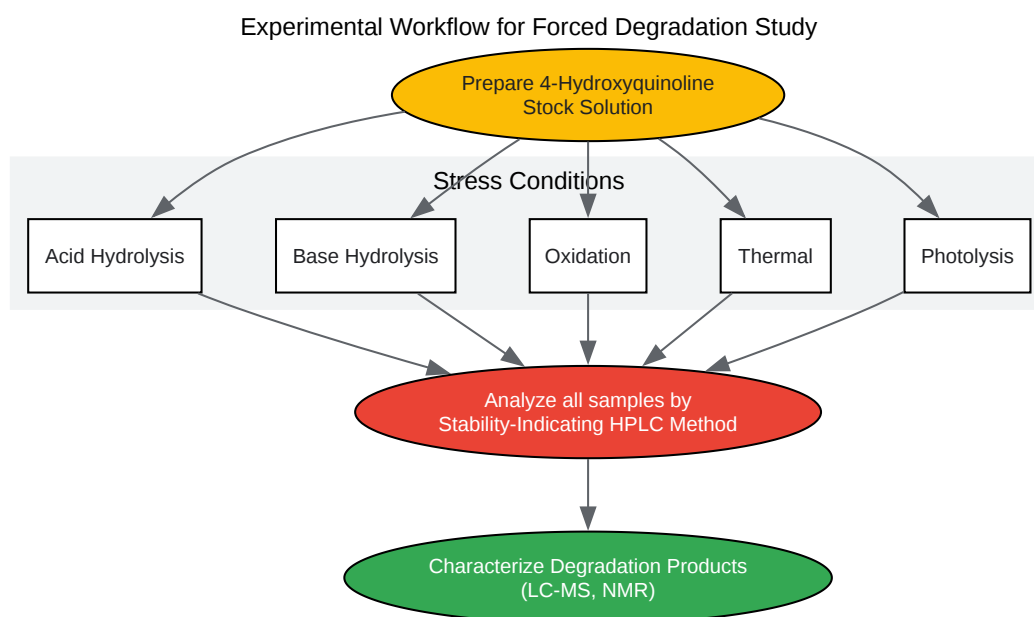 Experimental Workflow for Forced Degradation Study
Prepare 4-Hydroxyquinoline
Stock Solution
Stress Conditions
Acid Hydrolysis
Base Hydrolysis
Oxidation
Thermal
Photolysis
Analyze all samples by
Stability-Indicating HPLC Method
Characterize Degradation Products
(LC-MS, NMR)